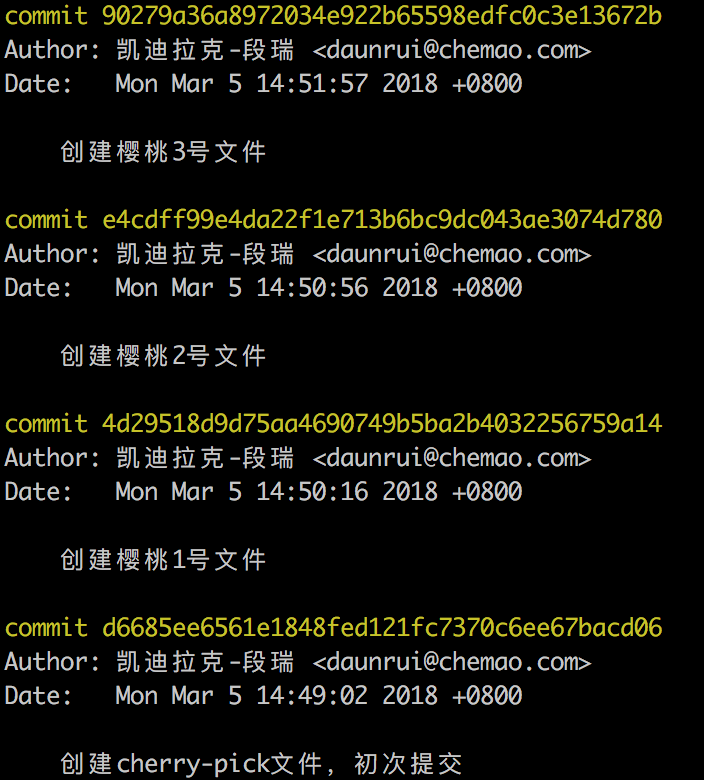 commit 90279a36a8972034e922b65598edfc0c3e13672b
Author: 凯迪拉克-段瑞 <daunrui@chemao.com>
Date:   Mon Mar 5 14:51:57 2018 +0800
创建樱桃3号文件
commit e4cdff99e4da22f1e713b6bc9dc043ae3074d780
Author: 凯迪拉克-段瑞 <daunrui@chemao.com>
Date:   Mon Mar 5 14:50:56 2018 +0800
创建樱桃2号文件
commit 4d29518d9d75aa4690749b5ba2b4032256759a14
Author: 凯迪拉克-段瑞 <daunrui@chemao.com>
Date:   Mon Mar 5 14:50:16 2018 +0800
创建樱桃1号文件
commit d6685ee6561e1848fed121fc7370c6ee67bacd06
Author: 凯迪拉克-段瑞 <daunrui@chemao.com>
Date:   Mon Mar 5 14:49:02 2018 +0800
创建cherry-pick文件, 初次提交